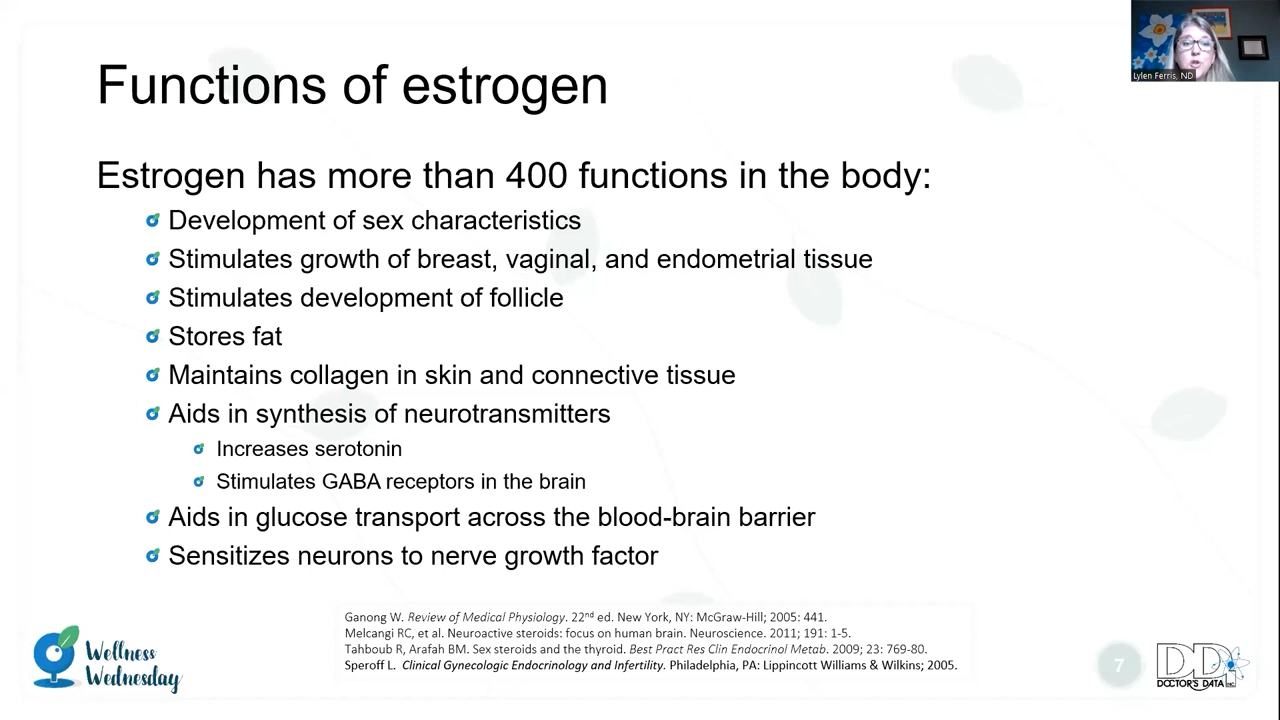 Functions of estrogen
Lylen Ferris, ND
Estrogen has more than 400 functions in the body:
Development of sex characteristics
Stimulates growth of breast, vaginal, and endometrial tissue
Stimulates development of follicle
Stores fat
Maintains collagen in skin and connective tissue
Aids in synthesis of neurotransmitters
Increases serotonin
Stimulates GABA receptors in the brain
Aids in glucose transport across the blood-brain barrier
Sensitizes neurons to nerve growth factor
Ganong W. Review of Medical Physiology. 22nd ed. New York, NY: McGraw-Hill; 2005; 441.
Melcangi RC, et al. Neuroactive steroids: focus on human brain. Neuroscience. 2011; 191: 1-5.
Tahboub R, Arafah BM. Sex steroids and the thyroid. Best Pract Res Clin Endocrinol Metab. 2009; 23: 769-80.
Speroff L. Clinical Gynecologic Endocrinology and Infertility. Philadelphia, PA: Lippincott Williams & Wilkins; 2005.
Wellness
Wednesday
7
DDI
DOCTOR'S DATA INC